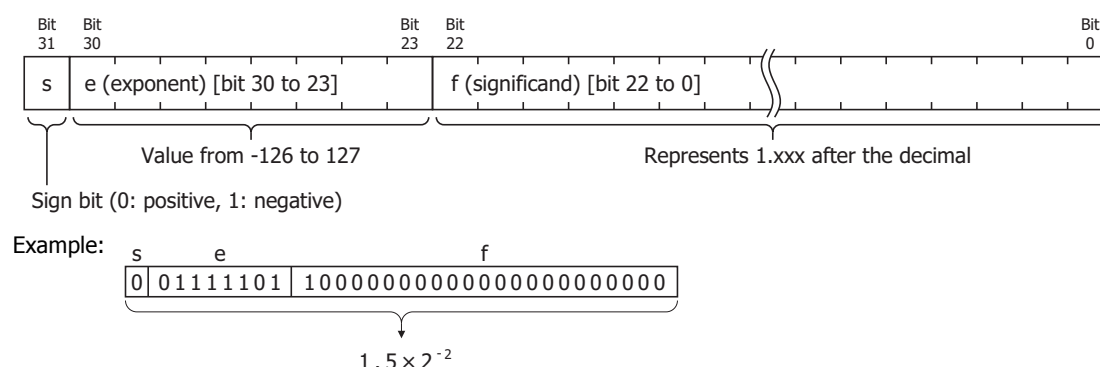 Bit Bit Bit Bit Bit
31 30 23 22 0
s e (exponent) [bit 30 to 23] f (significand) [bit 22 to 0]
Value from -126 to 127 Represents 1.xxx after the decimal
Sign bit (0: positive, 1: negative)
Example:
s e f
0 01111101 10000000000000000000000
1.5×2⁻²